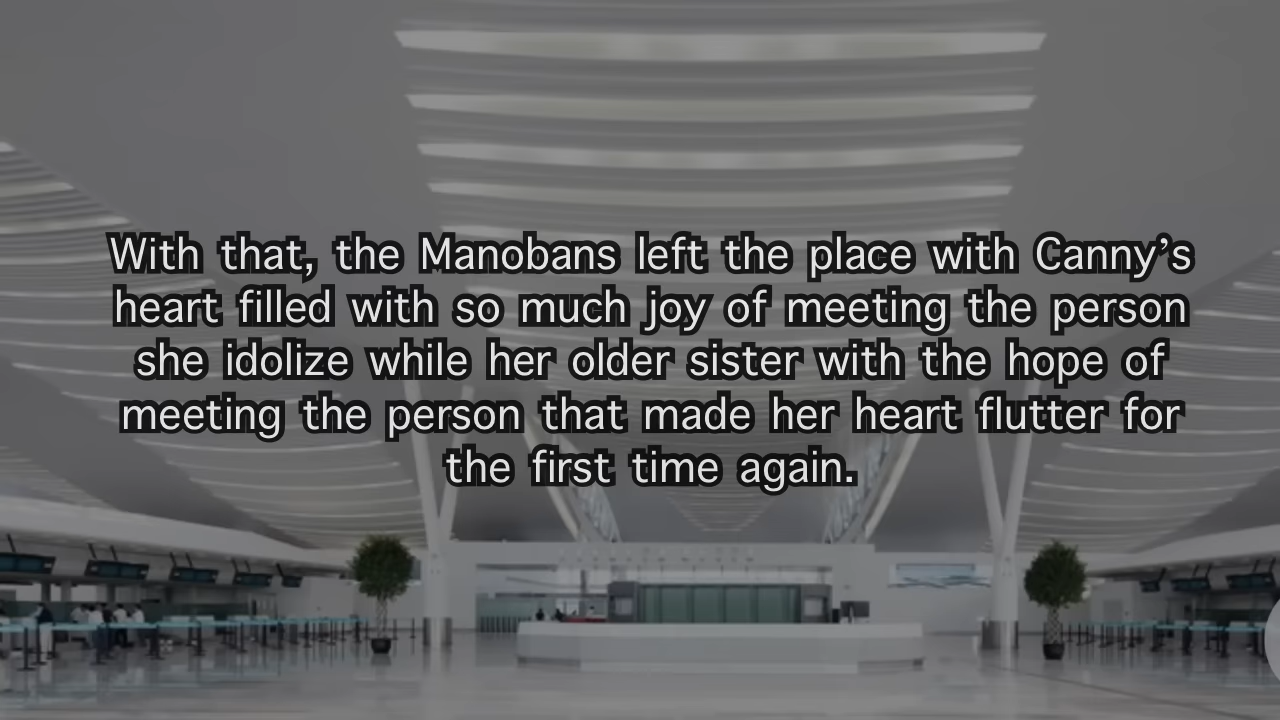 With that, the Manobans left the place with Canny’s
heart filled with so much joy of meeting the person
she idolize while her older sister with the hope of
meeting the person that made her heart flutter for
the first time again.